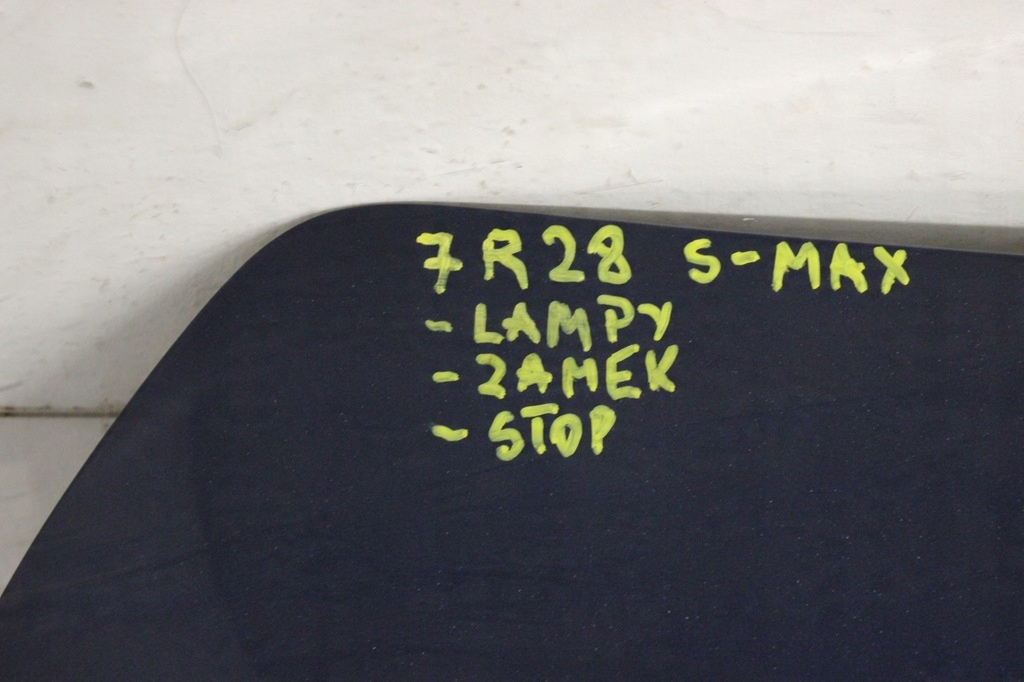 7R28 S-MAX
- LAMPY
- ZAMEK
- STOP